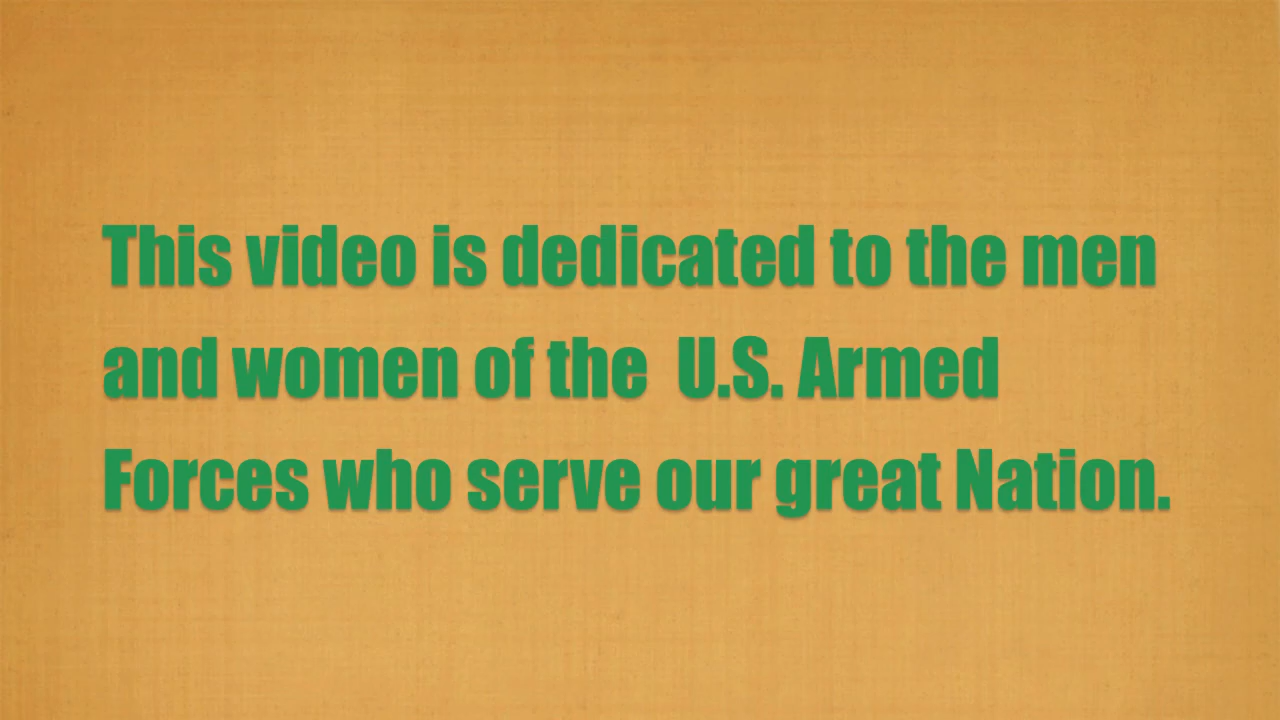 This video is dedicated to the men
and women of the  U.S. Armed
Forces who serve our great Nation.